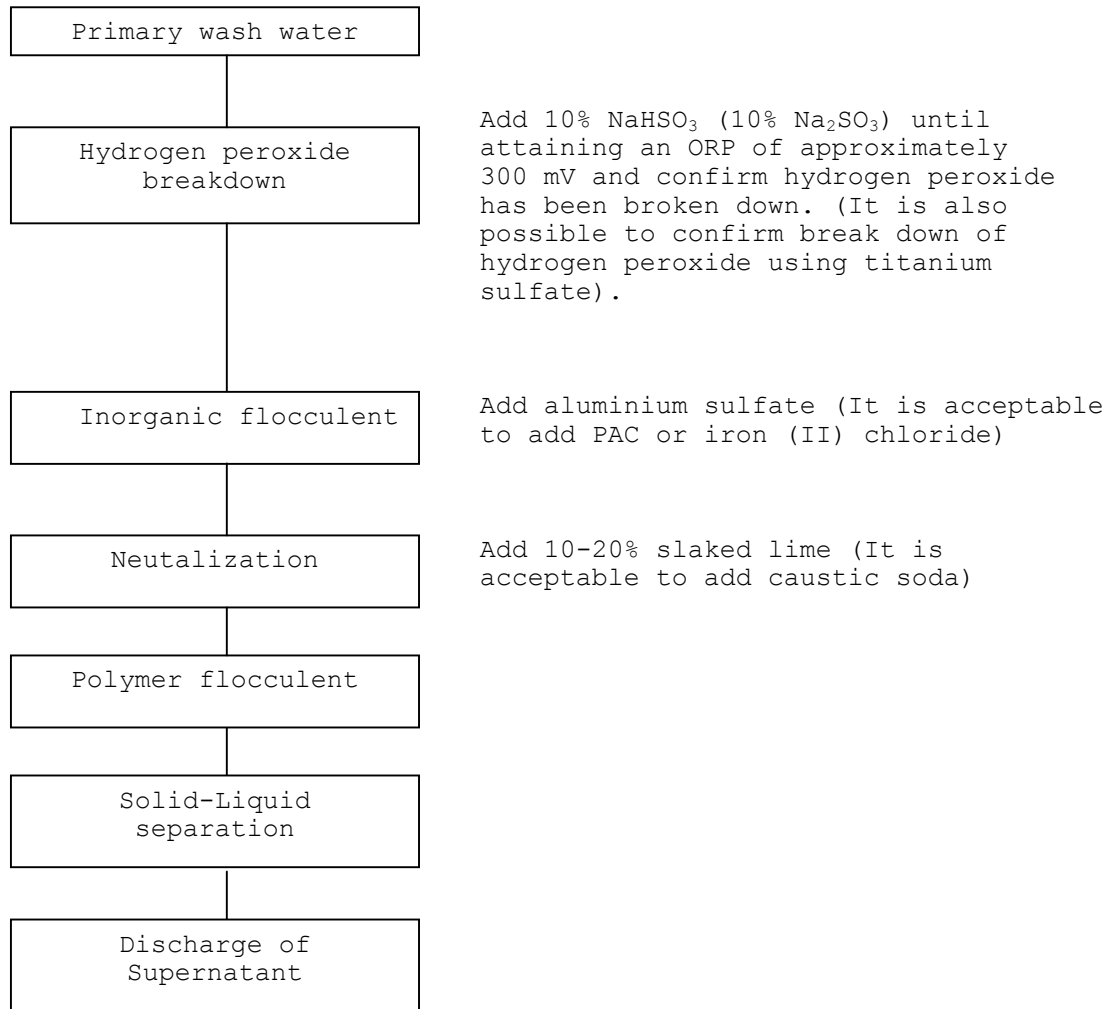 Primary wash water
Hydrogen peroxide
breakdown
Add 10% NaHSO₃ (10% Na₂SO₃) until
attaining an ORP of approximately
300 mV and confirm hydrogen peroxide
has been broken down. (It is also
possible to confirm break down of
hydrogen peroxide using titanium
sulfate).
Inorganic flocculent
Add aluminium sulfate (It is acceptable
to add PAC or iron (II) chloride)
Neutalization
Add 10-20% slaked lime (It is
acceptable to add caustic soda)
Polymer flocculent
Solid-Liquid
separation
Discharge of
Supernatant